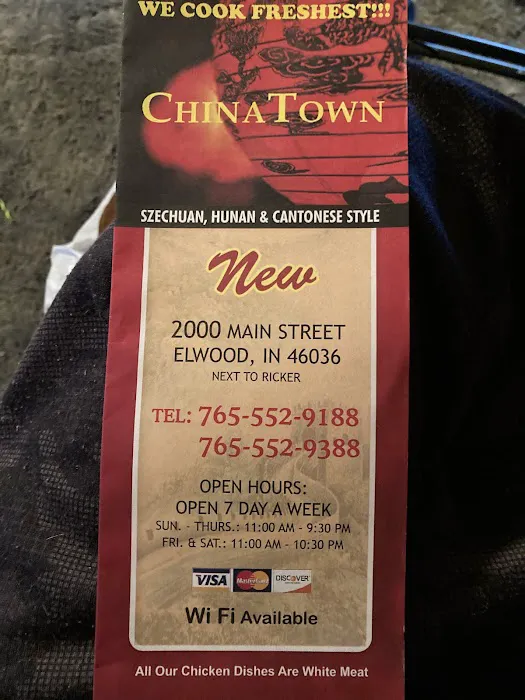 WE COOK FRESHEST!!!
CHINATOWN
SZECHUAN, HUNAN & CANTONESE STYLE
New
2000 MAIN STREET
ELWOOD, IN 46036
NEXT TO RICKER
TEL: 765-552-9188
765-552-9388
OPEN HOURS:
OPEN 7 DAY A WEEK
SUN. - THURS.: 11:00 AM - 9:30 PM
FRI. & SAT.: 11:00 AM - 10:30 PM
VISA MasterCard DISCOVER
Wi Fi Available
All Our Chicken Dishes Are White Meat